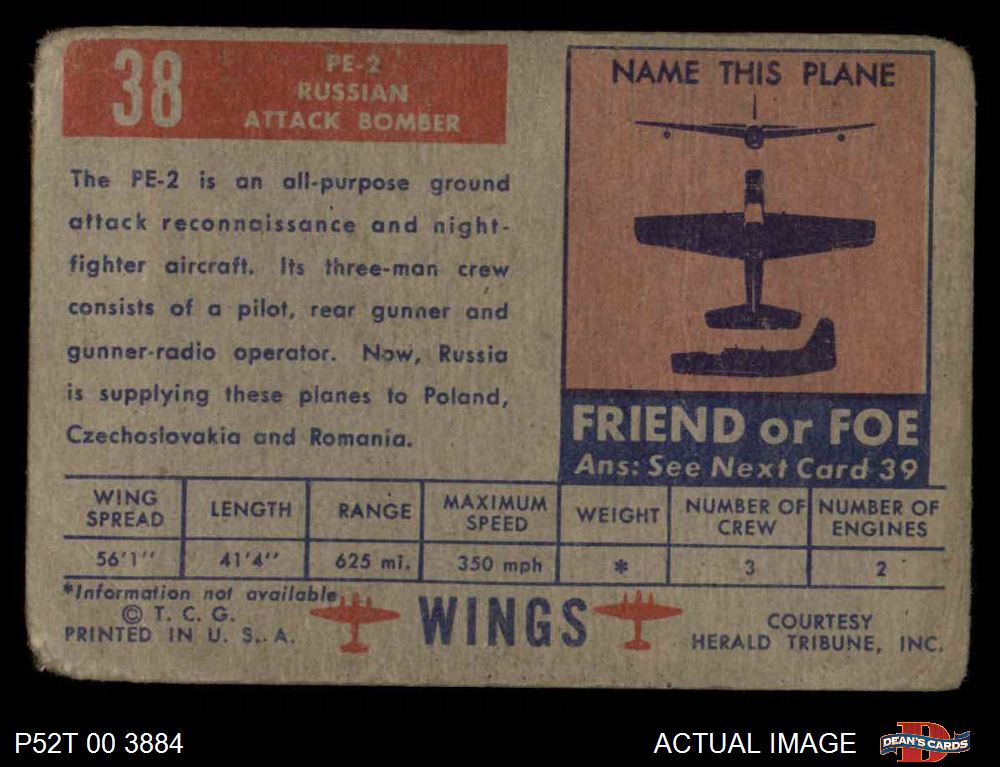 38
PE-2
RUSSIAN
ATTACK BOMBER
The PE-2 is an all-purpose ground
attack reconnaissance and night-
fighter aircraft. Its three-man crew
consists of a pilot, rear gunner and
gunner-radio operator. Now, Russia
is supplying these planes to Poland,
Czechoslovakia and Romania.
NAME THIS PLANE
FRIEND or FOE
Ans: See Next Card 39
WING SPREAD LENGTH RANGE MAXIMUM SPEED WEIGHT NUMBER OF CREW NUMBER OF ENGINES
56'1" 41'4" 625 mi. 350 mph * 3 2
*Information not available
© T. C. G.
PRINTED IN U. S. A.
WINGS
COURTESY
HERALD TRIBUNE, INC.
P52T 00 3884
ACTUAL IMAGE
D
DEAN'S CARDS